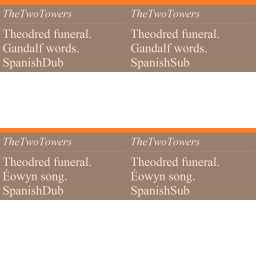 TheTwoTowers
Theodred funeral.
Gandalf words.
SpanishDub
TheTwoTowers
Theodred funeral.
Gandalf words.
SpanishSub
TheTwoTowers
Theodred funeral.
Éowyn song.
SpanishDub
TheTwoTowers
Theodred funeral.
Éowyn song.
SpanishSub